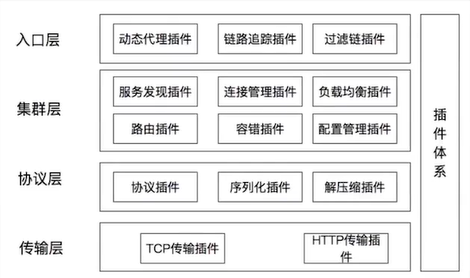 入口层
动态代理插件
链路追踪插件
过滤链插件
集群层
服务发现插件
连接管理插件
负载均衡插件
路由插件
容错插件
配置管理插件
协议层
协议插件
序列化插件
解压缩插件
传输层
TCP传输插件
HTTP传输插
件
插
件
体
系